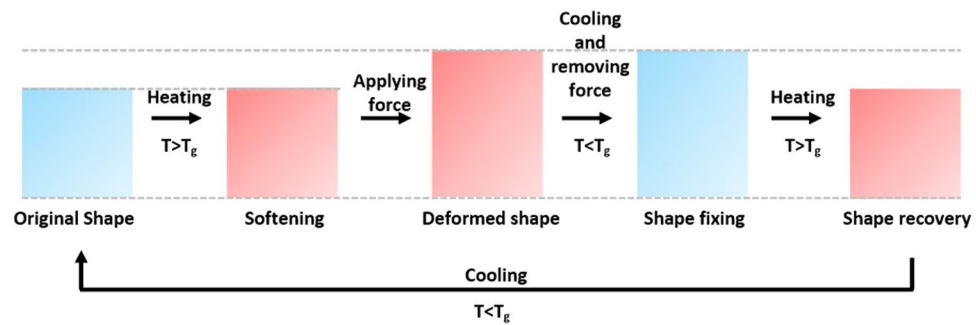 Heating
T>Tg
Applying
force
Cooling
and
removing
force
T<Tg
Heating
T>Tg
Original Shape
Softening
Deformed shape
Shape fixing
Shape recovery
Cooling
T<Tg